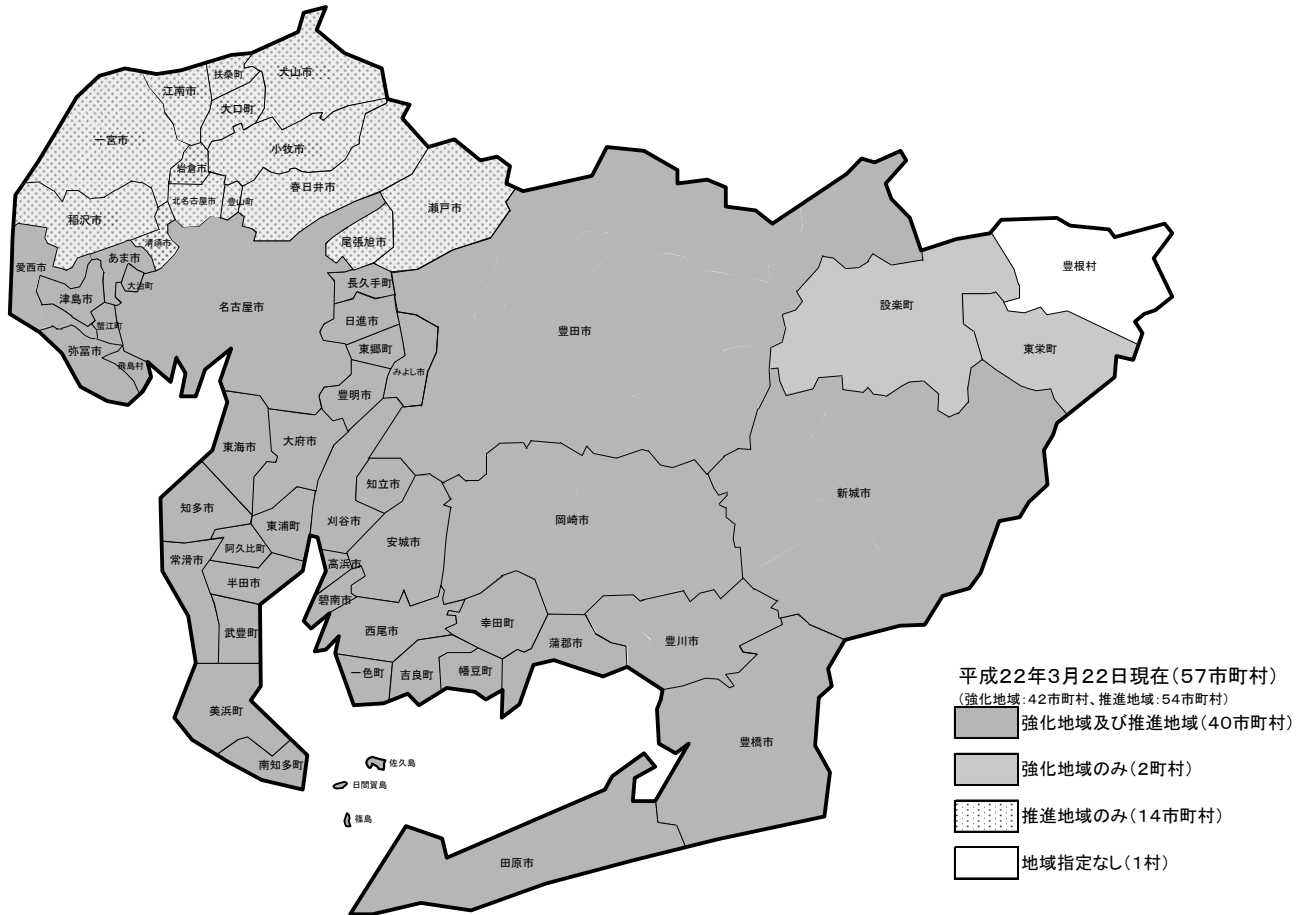 扶桑町
犬山市
江南市
大口町
一宮市
小牧市
岩倉市
春日井市
北名古屋市
豊山町
瀬戸市
稲沢市
清須市
尾張旭市
あま市
愛西市
大治町
長久手町
津島市
名古屋市
日進市
蟹江町
東郷町
弥富市
飛島村
みよし市
豊明市
豊田市
豊根村
設楽町
東栄町
大府市
東海市
知立市
新城市
知多市
東浦町
刈谷市
岡崎市
安城市
阿久比町
常滑市
高浜市
半田市
碧南市
武豊町
西尾市
幸田町
蒲郡市
豊川市
一色町
吉良町
幡豆町
美浜町
豊橋市
南知多町
佐久島
日間賀島
篠島
田原市
平成22年3月22日現在(57市町村)
(強化地域:42市町村、推進地域:54市町村)
強化地域及び推進地域(40市町村)
強化地域のみ(2町村)
推進地域のみ(14市町村)
地域指定なし(1村)